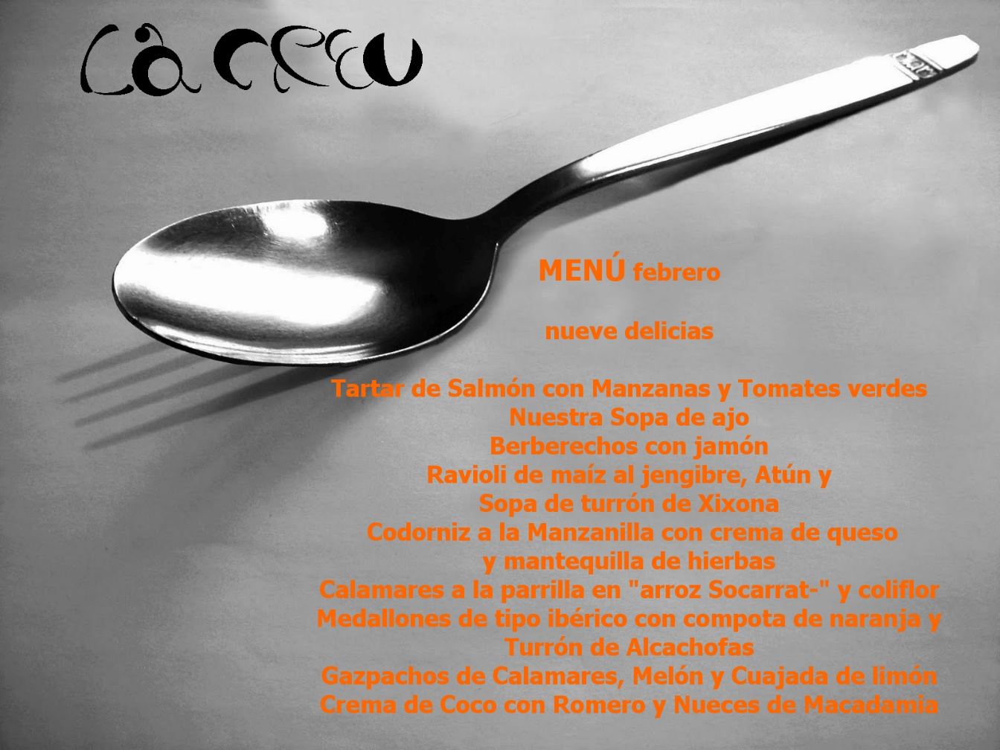 La Creu
MENÚ febrero
nueve delicias
Tartar de Salmón con Manzanas y Tomates verdes
Nuestra Sopa de ajo
Berberechos con jamón
Ravioli de maíz al jengibre, Atún y
Sopa de turrón de Xixona
Codorniz a la Manzanilla con crema de queso
y mantequilla de hierbas
Calamares a la parrilla en "arroz Socarrat-" y coliflor
Medallones de tipo ibérico con compota de naranja y
Turrón de Alcachofas
Gazpachos de Calamares, Melón y Cuajada de limón
Crema de Coco con Romero y Nueces de Macadamia